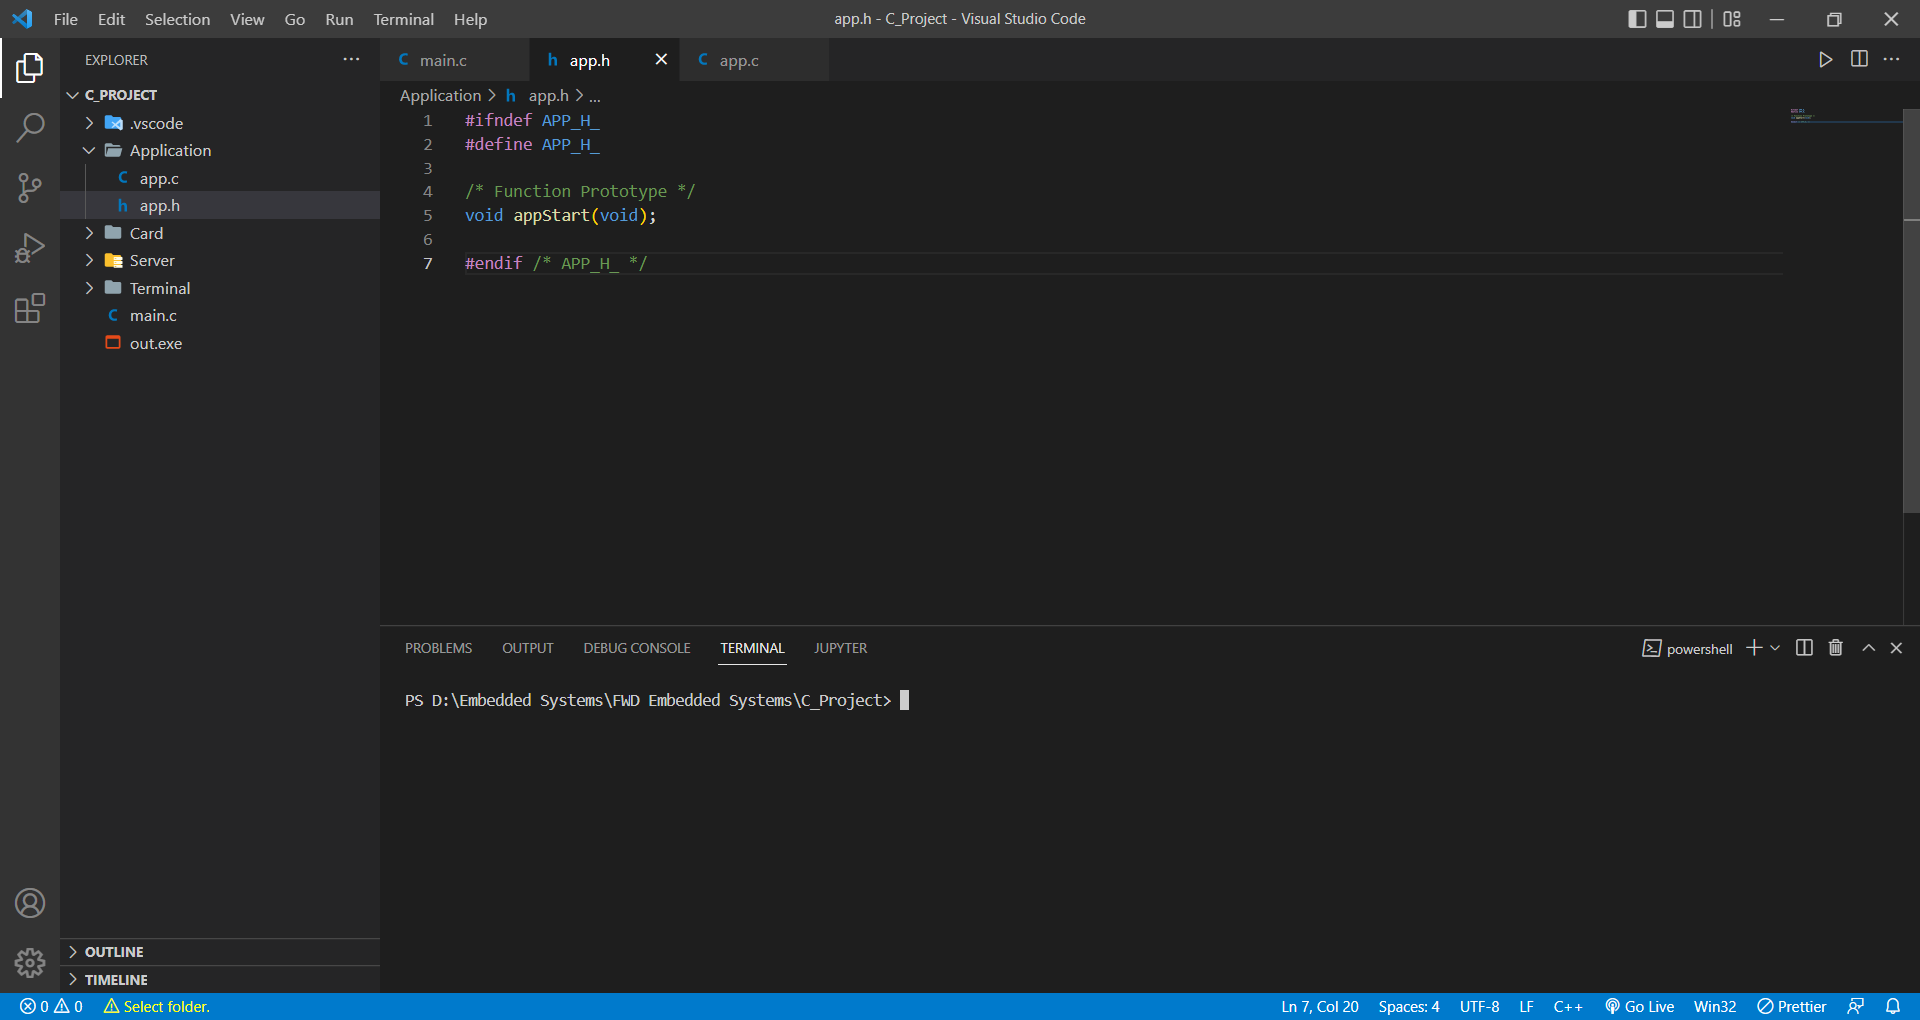 File Edit Selection View Go Run Terminal Help
app.h - C_Project - Visual Studio Code
EXPLORER
C_PROJECT
.vscode
Application
app.c
app.h
Card
Server
Terminal
main.c
out.exe
OUTLINE
TIMELINE
main.c app.h app.c
Application > app.h > ...
1 #ifndef APP_H_
2 #define APP_H_
3
4 /* Function Prototype */
5 void appStart(void);
6
7 #endif /* APP_H_ */
PROBLEMS OUTPUT DEBUG CONSOLE TERMINAL JUPYTER
powershell
PS D:\Embedded Systems\FWD Embedded Systems\C_Project>
0 0 Select folder.
Ln 7, Col 20 Spaces: 4 UTF-8 LF C++ Go Live Win32 Prettier